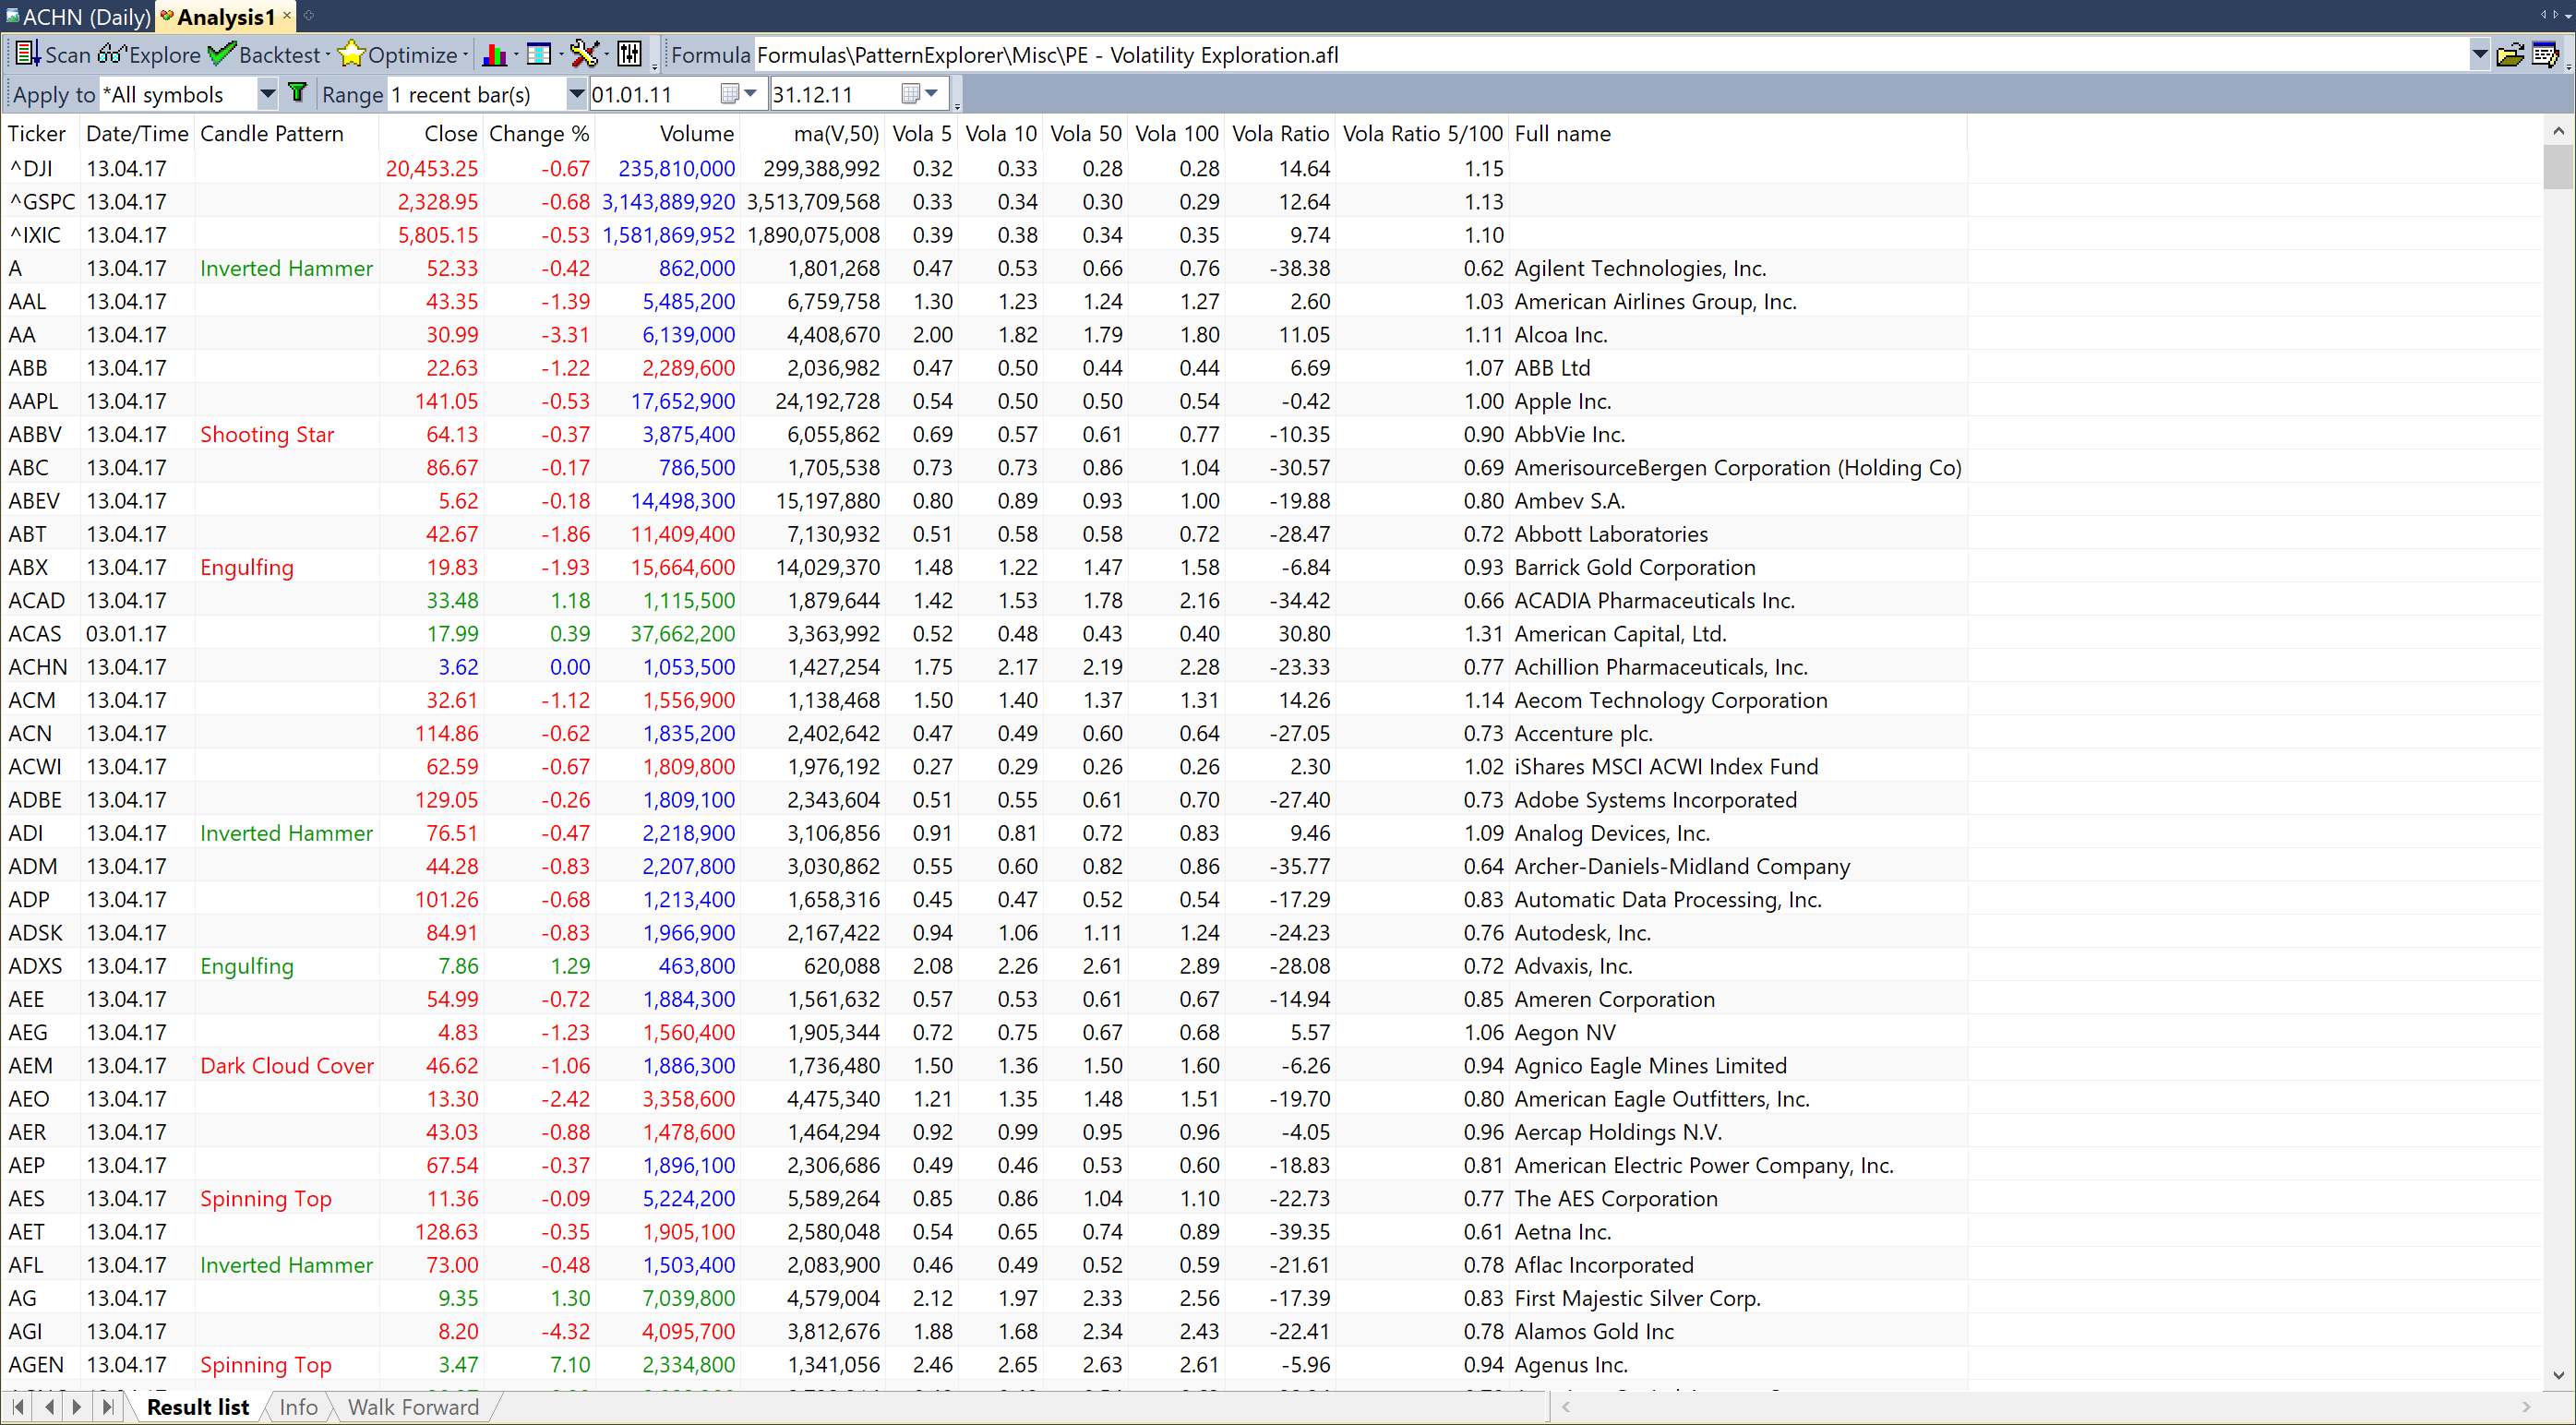 ACHN (Daily) Analysis1
Scan Explore Backtest Optimize Formula Formulas\PatternExplorer\Misc\PE - Volatility Exploration.afl
Apply to *All symbols Range 1 recent bar(s) 01.01.11 31.12.11
Ticker Date/Time Candle Pattern Close Change % Volume ma(V,50) Vola 5 Vola 10 Vola 50 Vola 100 Vola Ratio Vola Ratio 5/100 Full name
^DJI 13.04.17 20,453.25 -0.67 235,810,000 299,388,992 0.32 0.33 0.28 0.28 14.64 1.15
^GSPC 13.04.17 2,328.95 -0.68 3,143,889,920 3,513,709,568 0.33 0.34 0.30 0.29 12.64 1.13
^IXIC 13.04.17 5,805.15 -0.53 1,581,869,952 1,890,075,008 0.39 0.38 0.34 0.35 9.74 1.10
A 13.04.17 Inverted Hammer 52.33 -0.42 862,000 1,801,268 0.47 0.53 0.66 0.76 -38.38 0.62 Agilent Technologies, Inc.
AAL 13.04.17 43.35 -1.39 5,485,200 6,759,758 1.30 1.23 1.24 1.27 2.60 1.03 American Airlines Group, Inc.
AA 13.04.17 30.99 -3.31 6,139,000 4,408,670 2.00 1.82 1.79 1.80 11.05 1.11 Alcoa Inc.
ABB 13.04.17 22.63 -1.22 2,289,600 2,036,982 0.47 0.50 0.44 0.44 6.69 1.07 ABB Ltd
AAPL 13.04.17 141.05 -0.53 17,652,900 24,192,728 0.54 0.50 0.50 0.54 -0.42 1.00 Apple Inc.
ABBV 13.04.17 Shooting Star 64.13 -0.37 3,875,400 6,055,862 0.69 0.57 0.61 0.77 -10.35 0.90 AbbVie Inc.
ABC 13.04.17 86.67 -0.17 786,500 1,705,538 0.73 0.73 0.86 1.04 -30.57 0.69 AmerisourceBergen Corporation (Holding Co)
ABEV 13.04.17 5.62 -0.18 14,498,300 15,197,880 0.80 0.89 0.93 1.00 -19.88 0.80 Ambev S.A.
ABT 13.04.17 42.67 -1.86 11,409,400 7,130,932 0.51 0.58 0.58 0.72 -28.47 0.72 Abbott Laboratories
ABX 13.04.17 Engulfing 19.83 -1.93 15,664,600 14,029,370 1.48 1.22 1.47 1.58 -6.84 0.93 Barrick Gold Corporation
ACAD 13.04.17 33.48 1.18 1,115,500 1,879,644 1.42 1.53 1.78 2.16 -34.42 0.66 ACADIA Pharmaceuticals Inc.
ACAS 03.01.17 17.99 0.39 37,662,200 3,363,992 0.52 0.48 0.43 0.40 30.80 1.31 American Capital, Ltd.
ACHN 13.04.17 3.62 0.00 1,053,500 1,427,254 1.75 2.17 2.19 2.28 -23.33 0.77 Achillion Pharmaceuticals, Inc.
ACM 13.04.17 32.61 -1.12 1,556,900 1,138,468 1.50 1.40 1.37 1.31 14.26 1.14 Aecom Technology Corporation
ACN 13.04.17 114.86 -0.62 1,835,200 2,402,642 0.47 0.49 0.60 0.64 -27.05 0.73 Accenture plc.
ACWI 13.04.17 62.59 -0.67 1,809,800 1,976,192 0.27 0.29 0.26 0.26 2.30 1.02 iShares MSCI ACWI Index Fund
ADBE 13.04.17 129.05 -0.26 1,809,100 2,343,604 0.51 0.55 0.61 0.70 -27.40 0.73 Adobe Systems Incorporated
ADI 13.04.17 Inverted Hammer 76.51 -0.47 2,218,900 3,106,856 0.91 0.81 0.72 0.83 9.46 1.09 Analog Devices, Inc.
ADM 13.04.17 44.28 -0.83 2,207,800 3,030,862 0.55 0.60 0.82 0.86 -35.77 0.64 Archer-Daniels-Midland Company
ADP 13.04.17 101.26 -0.68 1,213,400 1,658,316 0.45 0.47 0.52 0.54 -17.29 0.83 Automatic Data Processing, Inc.
ADSK 13.04.17 84.91 -0.83 1,966,900 2,167,422 0.94 1.06 1.11 1.24 -24.23 0.76 Autodesk, Inc.
ADXS 13.04.17 Engulfing 7.86 1.29 463,800 620,088 2.08 2.26 2.61 2.89 -28.08 0.72 Advaxis, Inc.
AEE 13.04.17 54.99 -0.72 1,884,300 1,561,632 0.57 0.53 0.61 0.67 -14.94 0.85 Ameren Corporation
AEG 13.04.17 4.83 -1.23 1,560,400 1,905,344 0.72 0.75 0.67 0.68 5.57 1.06 Aegon NV
AEM 13.04.17 Dark Cloud Cover 46.62 -1.06 1,886,300 1,736,480 1.50 1.36 1.50 1.60 -6.26 0.94 Agnico Eagle Mines Limited
AEO 13.04.17 13.30 -2.42 3,358,600 4,475,340 1.21 1.35 1.48 1.51 -19.70 0.80 American Eagle Outfitters, Inc.
AER 13.04.17 43.03 -0.88 1,478,600 1,464,294 0.92 0.99 0.95 0.96 -4.05 0.96 Aercap Holdings N.V.
AEP 13.04.17 67.54 -0.37 1,896,100 2,306,686 0.49 0.46 0.53 0.60 -18.83 0.81 American Electric Power Company, Inc.
AES 13.04.17 Spinning Top 11.36 -0.09 5,224,200 5,589,264 0.85 0.86 1.04 1.10 -22.73 0.77 The AES Corporation
AET 13.04.17 128.63 -0.35 1,905,100 2,580,048 0.54 0.65 0.74 0.89 -39.35 0.61 Aetna Inc.
AFL 13.04.17 Inverted Hammer 73.00 -0.48 1,503,400 2,083,900 0.46 0.49 0.52 0.59 -21.61 0.78 Aflac Incorporated
AG 13.04.17 9.35 1.30 7,039,800 4,579,004 2.12 1.97 2.33 2.56 -17.39 0.83 First Majestic Silver Corp.
AGI 13.04.17 8.20 -4.32 4,095,700 3,812,676 1.88 1.68 2.34 2.43 -22.41 0.78 Alamos Gold Inc
AGEN 13.04.17 Spinning Top 3.47 7.10 2,334,800 1,341,056 2.46 2.65 2.63 2.61 -5.96 0.94 Agenus Inc.
Result list Info Walk Forward